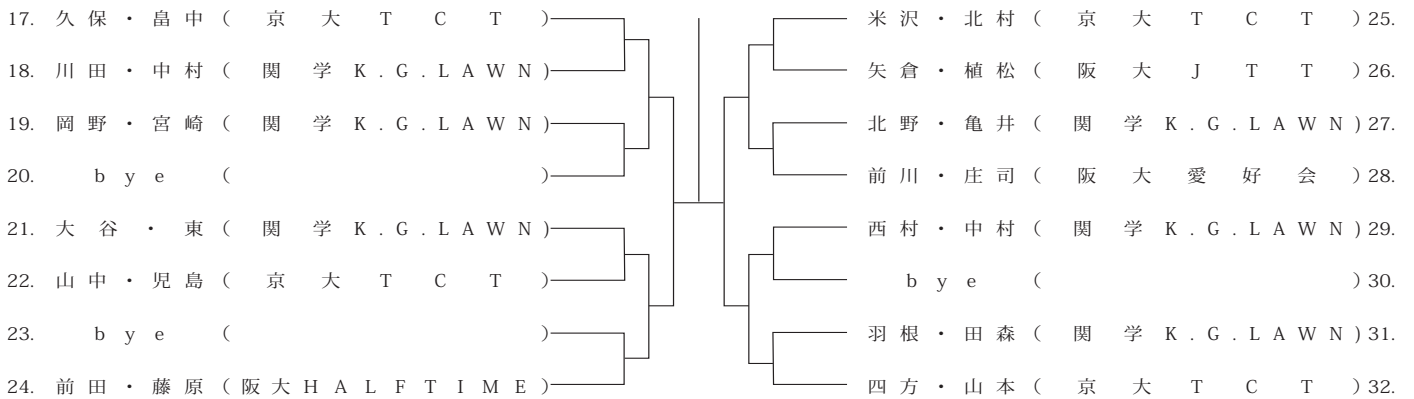 17. 久保・畠中(京大TCT)
18. 川田・中村(関学K.G.LAWN)
19. 岡野・宮崎(関学K.G.LAWN)
20. bye ( )
21. 大谷・東(関学K.G.LAWN)
22. 山中・児島(京大TCT)
23. bye ( )
24. 前田・藤原(阪大HALFTIME)
米沢・北村(京大TCT)25.
矢倉・植松(阪大JTT)26.
北野・亀井(関学K.G.LAWN)27.
前川・庄司(阪大愛好会)28.
西村・中村(関学K.G.LAWN)29.
bye ( )30.
羽根・田森(関学K.G.LAWN)31.
四方・山本(京大TCT)32.